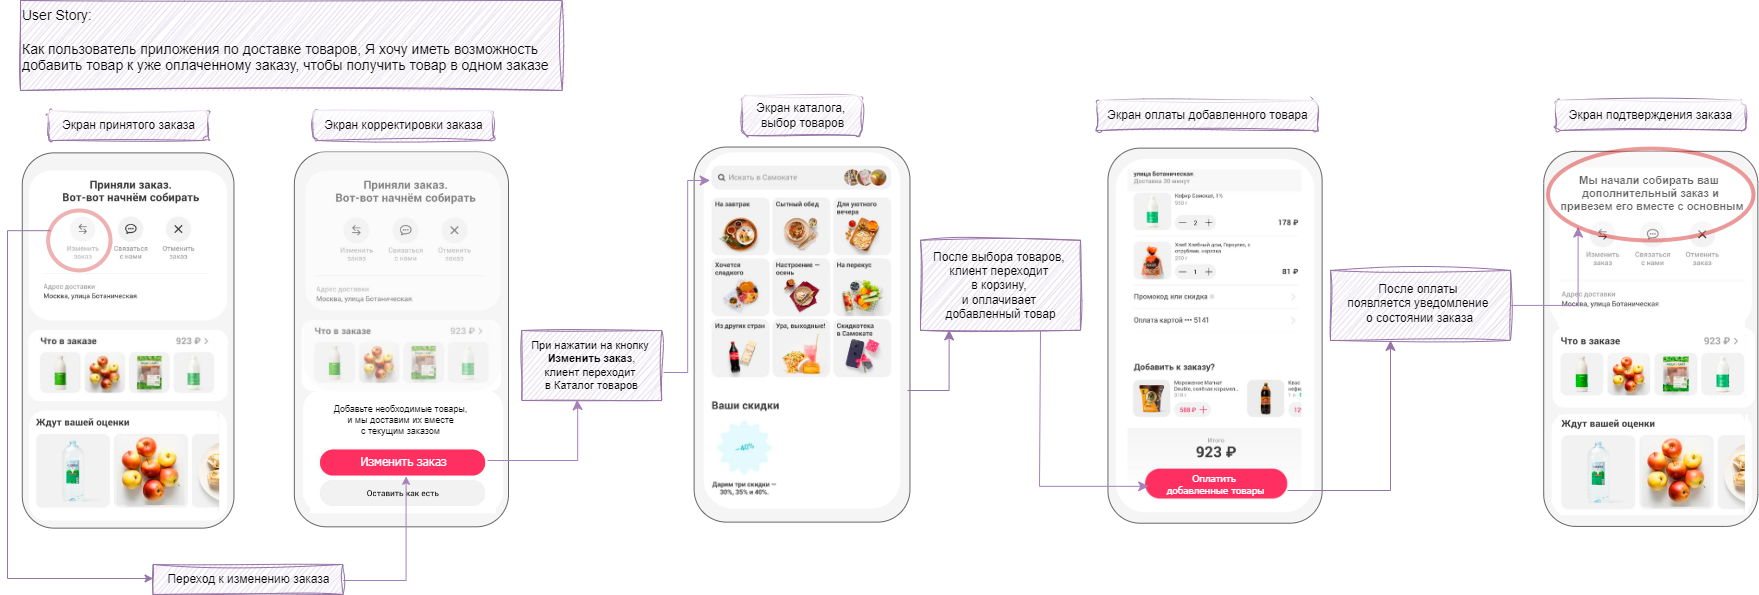 User Story:
Как пользователь приложения по доставке товаров, Я хочу иметь возможность
добавить товар к уже оплаченному заказу, чтобы получить товар в одном заказе
Экран принятого заказа
Приняли заказ.
Вот-вот начнём собирать
Изменить
заказ
Связаться
с нами
Отменить
заказ
Адрес доставки
Москва, улица Ботаническая
Что в заказе
923 ₽ >
Ждут вашей оценки
Переход к изменению заказа
Экран корректировки заказа
Приняли заказ.
Вот-вот начнём собирать
Изменить
заказ
Связаться
с нами
Отменить
заказ
Адрес доставки
Москва, улица Ботаническая
Что в заказе
923 ₽ >
Добавьте необходимые товары,
и мы доставим их вместе
с текущим заказом
Изменить заказ
Оставить как есть
При нажатии на кнопку
Изменить заказ,
клиент переходит
в Каталог товаров
Экран каталога,
выбор товаров
Искать в Самокате
На завтрак
Сытный обед
Для уютного
вечера
Хочется
сладкого
Настроение —
осень
На перекус
Из других стран
Ура, выходные!
Скидкотека
в Самокате
Ваши скидки
-40%
Дарим три скидки —
30%, 35% и 40%.
После выбора товаров,
клиент переходит
в корзину,
и оплачивает
добавленный товар
Экран оплаты добавленного товара
улица Ботаническая
Доставка 30 минут
Кефир Самокат, 1%
930 г
— 2 +
178 ₽
Хлеб Хлебный дом, Геркулес, с
отрубями, нарезка
— 1 +
81 ₽
Промокод или скидка
Оплата картой ••• 5141
Добавить к заказу?
Мороженое Магнат
588 ₽ +
Квас
Итого
923 ₽
Оплатить
добавленные товары
После оплаты
появляется уведомление
о состоянии заказа
Экран подтверждения заказа
Мы начали собирать ваш
дополнительный заказ и
привезем его вместе с основным
Изменить
заказ
Связаться
с нами
Отменить
заказ
Адрес доставки
Москва, улица Ботаническая
Что в заказе
923 ₽ >
Ждут вашей оценки